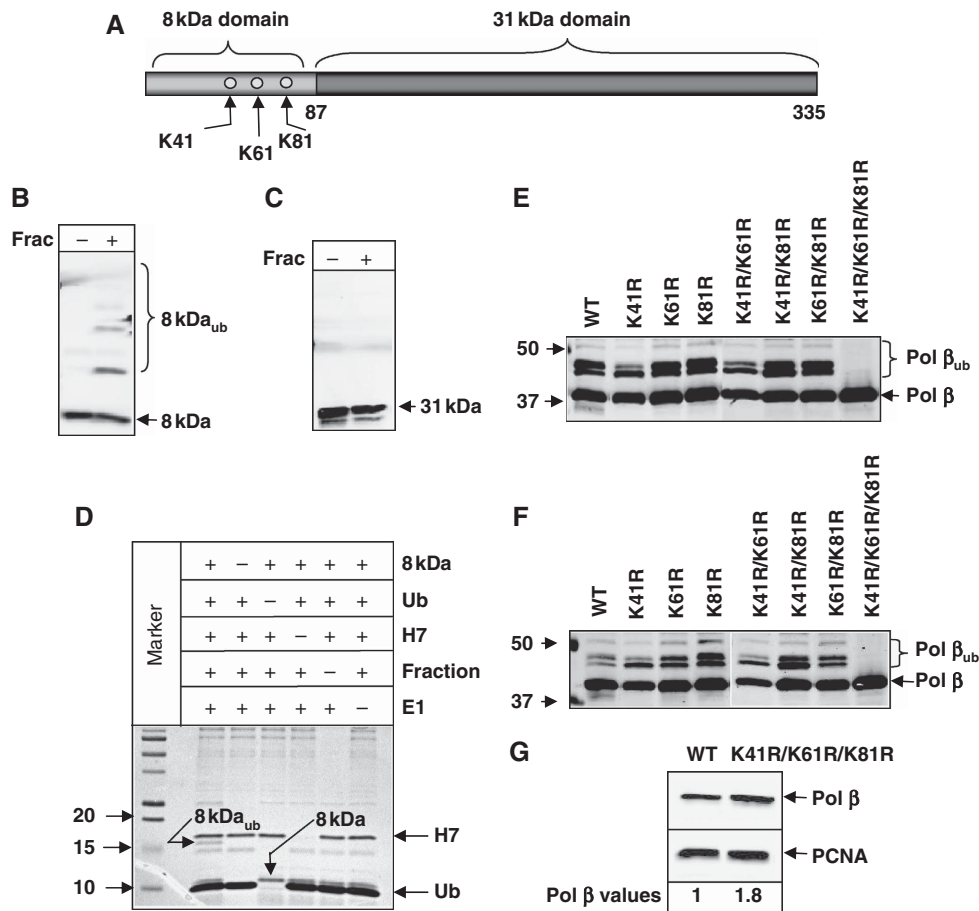 A
8 kDa domain
31 kDa domain
87
335
K41
K61
K81
B
Frac − +
8 kDaub
8 kDa
C
Frac − +
31 kDa
D
Marker
+ − + + + + 8 kDa
+ + − + + + Ub
+ + + − + + H7
+ + + + − + Fraction
+ + + + + − E1
20
15
10
8 kDaub
8 kDa
H7
Ub
E
WT
K41R
K61R
K81R
K41R/K61R
K41R/K81R
K61R/K81R
K41R/K61R/K81R
50
37
Pol βub
Pol β
F
WT
K41R
K61R
K81R
K41R/K61R
K41R/K81R
K61R/K81R
K41R/K61R/K81R
50
37
Pol βub
Pol β
G
WT K41R/K61R/K81R
Pol β
PCNA
Pol β values 1 1.8